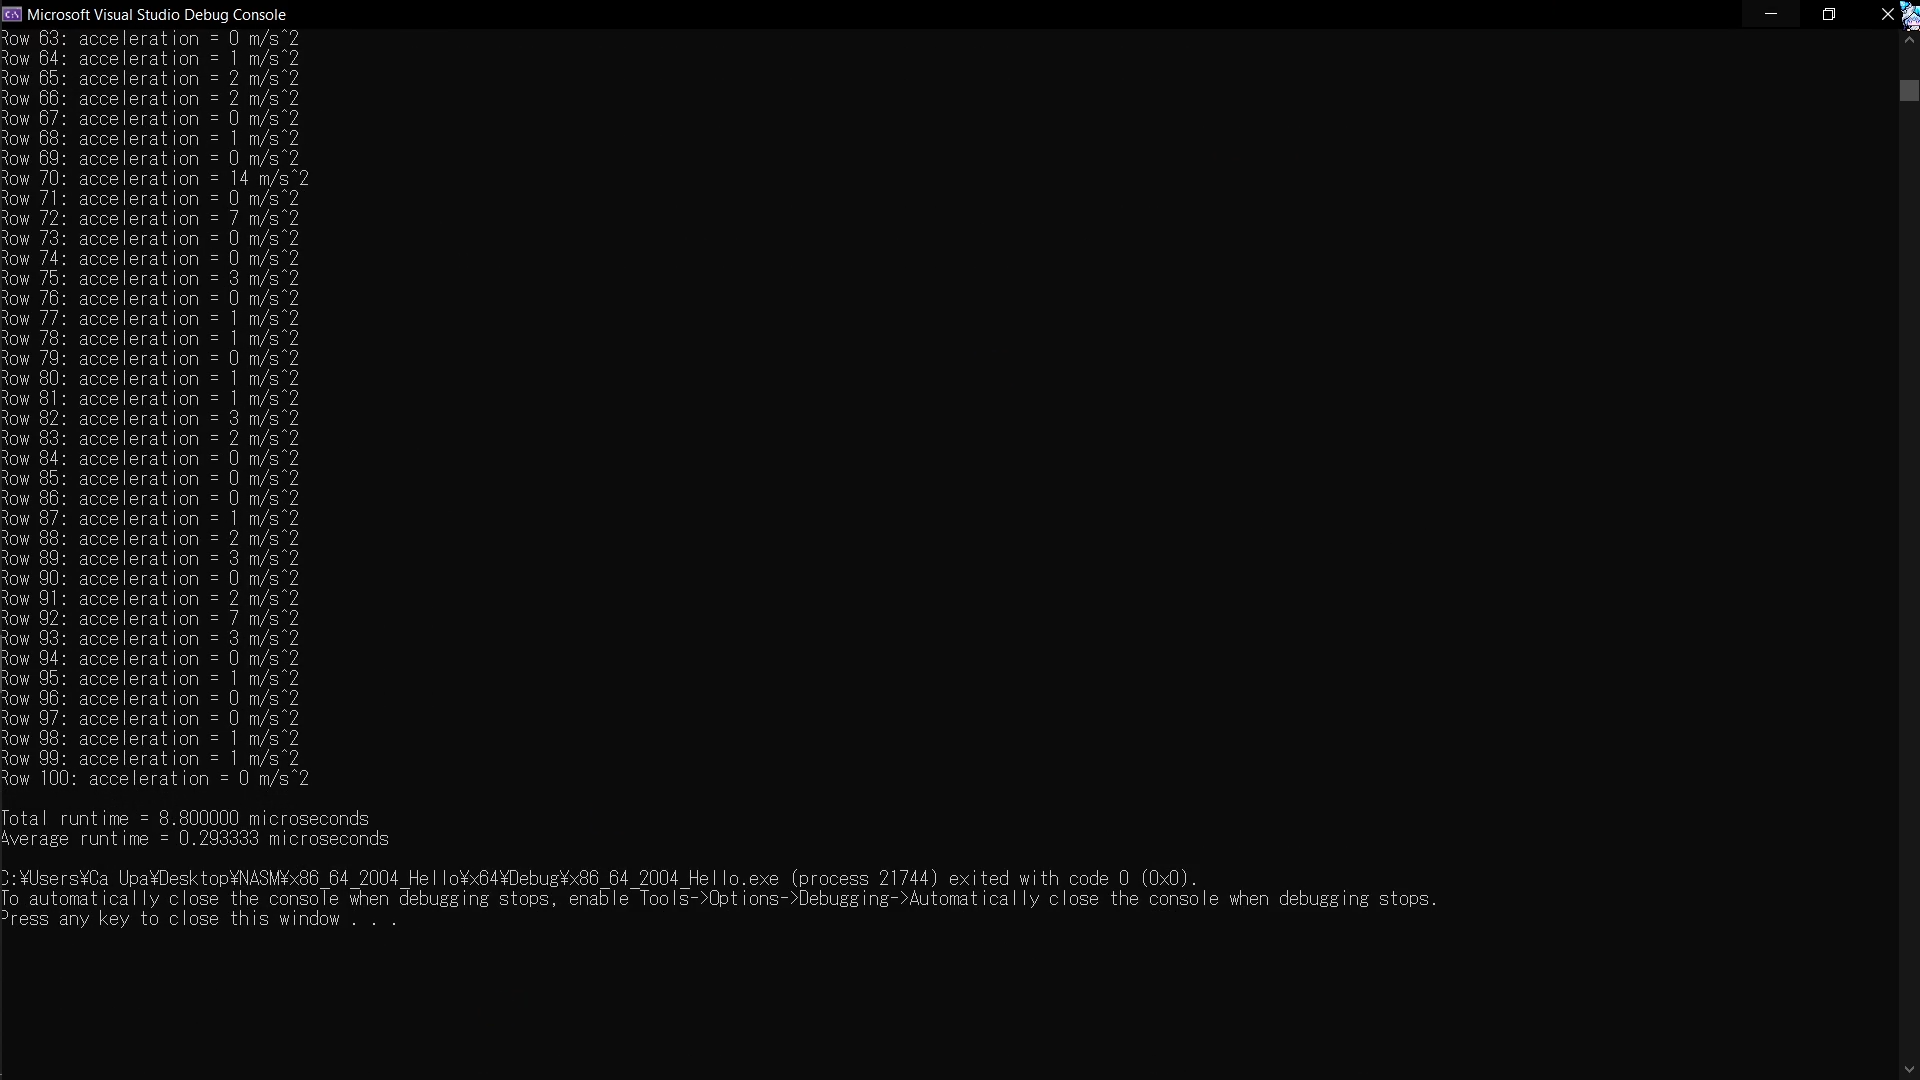 Microsoft Visual Studio Debug Console
Row 63: acceleration = 0 m/s^2
Row 64: acceleration = 1 m/s^2
Row 65: acceleration = 2 m/s^2
Row 66: acceleration = 2 m/s^2
Row 67: acceleration = 0 m/s^2
Row 68: acceleration = 1 m/s^2
Row 69: acceleration = 0 m/s^2
Row 70: acceleration = 14 m/s^2
Row 71: acceleration = 0 m/s^2
Row 72: acceleration = 7 m/s^2
Row 73: acceleration = 0 m/s^2
Row 74: acceleration = 0 m/s^2
Row 75: acceleration = 3 m/s^2
Row 76: acceleration = 0 m/s^2
Row 77: acceleration = 1 m/s^2
Row 78: acceleration = 1 m/s^2
Row 79: acceleration = 0 m/s^2
Row 80: acceleration = 1 m/s^2
Row 81: acceleration = 1 m/s^2
Row 82: acceleration = 3 m/s^2
Row 83: acceleration = 2 m/s^2
Row 84: acceleration = 0 m/s^2
Row 85: acceleration = 0 m/s^2
Row 86: acceleration = 0 m/s^2
Row 87: acceleration = 1 m/s^2
Row 88: acceleration = 2 m/s^2
Row 89: acceleration = 3 m/s^2
Row 90: acceleration = 0 m/s^2
Row 91: acceleration = 2 m/s^2
Row 92: acceleration = 7 m/s^2
Row 93: acceleration = 3 m/s^2
Row 94: acceleration = 0 m/s^2
Row 95: acceleration = 1 m/s^2
Row 96: acceleration = 0 m/s^2
Row 97: acceleration = 0 m/s^2
Row 98: acceleration = 1 m/s^2
Row 99: acceleration = 1 m/s^2
Row 100: acceleration = 0 m/s^2
Total runtime = 8.800000 microseconds
Average runtime = 0.293333 microseconds
C:¥Users¥Ca Upa¥Desktop¥NASM¥x86_64_2004_Hello¥x64¥Debug¥x86_64_2004_Hello.exe (process 21744) exited with code 0 (0x0).
To automatically close the console when debugging stops, enable Tools->Options->Debugging->Automatically close the console when debugging stops.
Press any key to close this window . . .